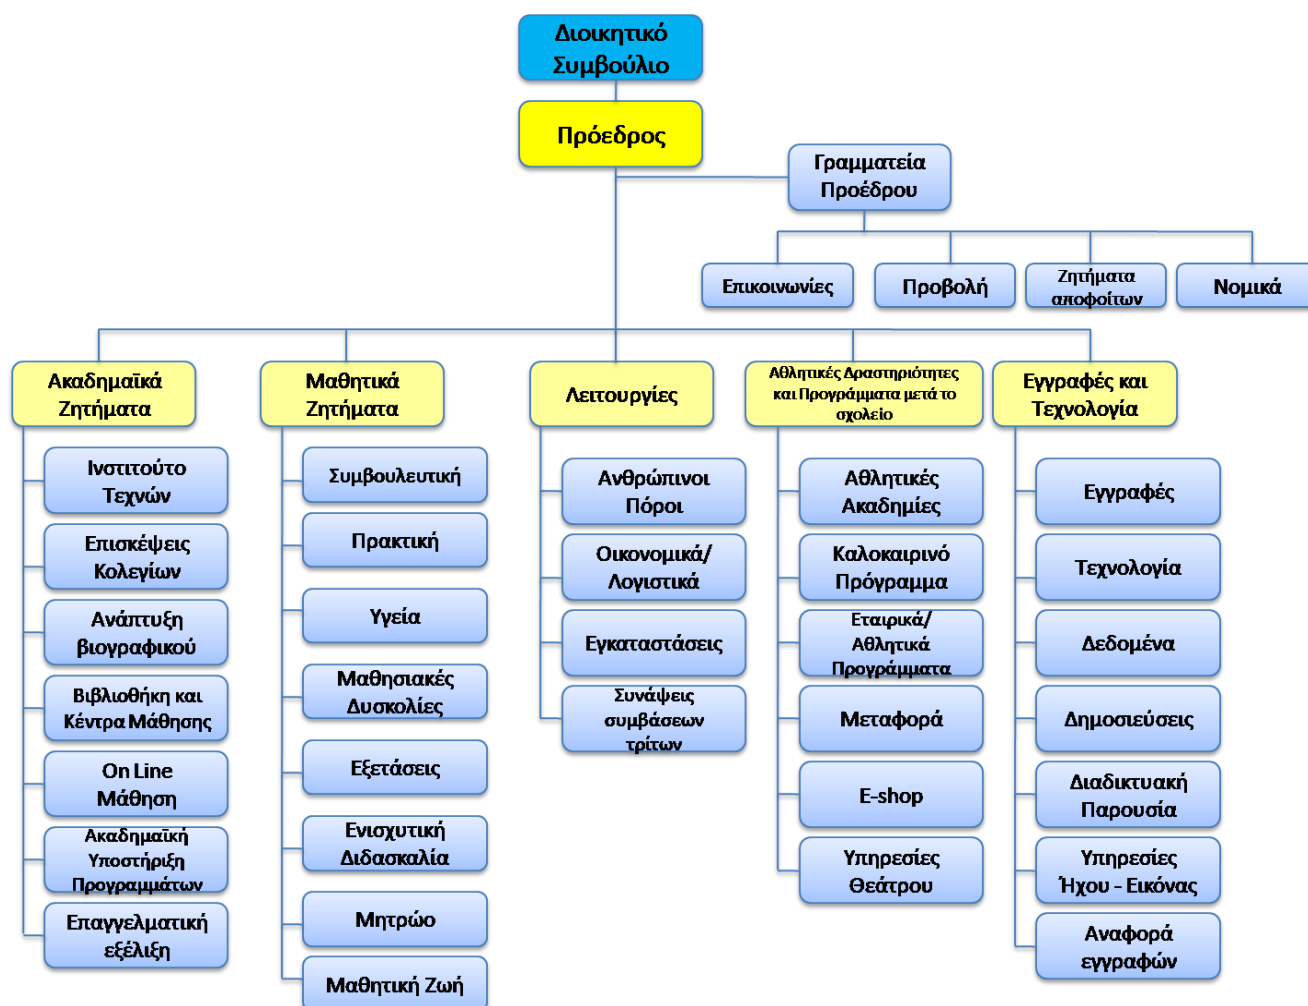 Διοικητικό
Συμβούλιο
Πρόεδρος
Γραμματεία
Προέδρου
Επικοινωνίες
Προβολή
Ζητήματα
αποφοίτων
Νομικά
Ακαδημαϊκά
Ζητήματα
Ινστιτούτο
Τεχνών
Επισκέψεις
Κολεγίων
Ανάπτυξη
βιογραφικού
Βιβλιοθήκη και
Κέντρα Μάθησης
On Line
Μάθηση
Ακαδημαϊκή
Υποστήριξη
Προγραμμάτων
Επαγγελματική
εξέλιξη
Μαθητικά
Ζητήματα
Συμβουλευτική
Πρακτική
Υγεία
Μαθησιακές
Δυσκολίες
Εξετάσεις
Ενισχυτική
Διδασκαλία
Μητρώο
Μαθητική Ζωή
Λειτουργίες
Ανθρώπινοι
Πόροι
Οικονομικά/
Λογιστικά
Εγκαταστάσεις
Συνάψεις
συμβάσεων
τρίτων
Αθλητικές Δραστηριότητες
και Προγράμματα μετά το
σχολείο
Αθλητικές
Ακαδημίες
Καλοκαιρινό
Πρόγραμμα
Εταιρικά/
Αθλητικά
Προγράμματα
Μεταφορά
E-shop
Υπηρεσίες
Θεάτρου
Εγγραφές και
Τεχνολογία
Εγγραφές
Τεχνολογία
Δεδομένα
Δημοσιεύσεις
Διαδικτυακή
Παρουσία
Υπηρεσίες
Ήχου - Εικόνας
Αναφορά
εγγραφών